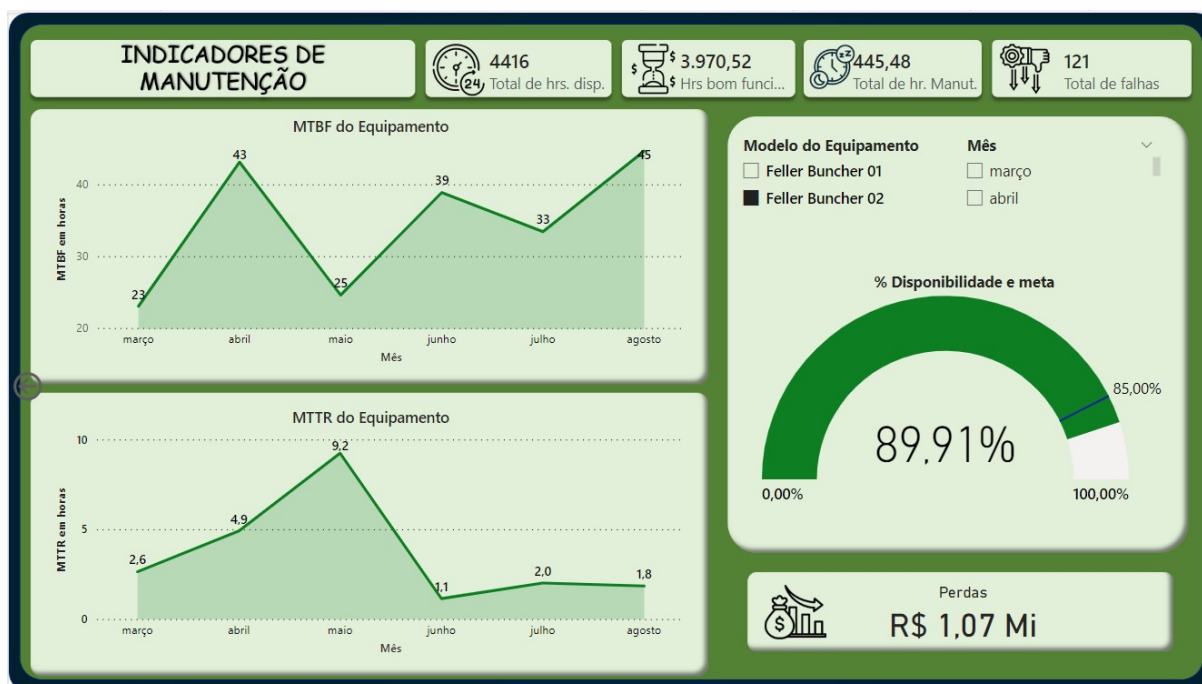 INDICADORES DE
MANUTENÇÃO
4416
Total de hrs. disp.
$ $ $
3.970,52
Hrs bom funci...
24
zz
445,48
Total de hr. Manut.
121
Total de falhas
MTBF do Equipamento
MTBF em horas
40
30
20
23
43
25
39
33
45
março
abril
maio
junho
julho
agosto
Mês
MTTR do Equipamento
MTTR em horas
10
5
0
2,6
4,9
9,2
1,1
2,0
1,8
março
abril
maio
junho
julho
agosto
Mês
Modelo do Equipamento
Feller Buncher 01
Feller Buncher 02
Mês
março
abril
% Disponibilidade e meta
85,00%
89,91%
0,00%
100,00%
$
Perdas
R$ 1,07 Mi